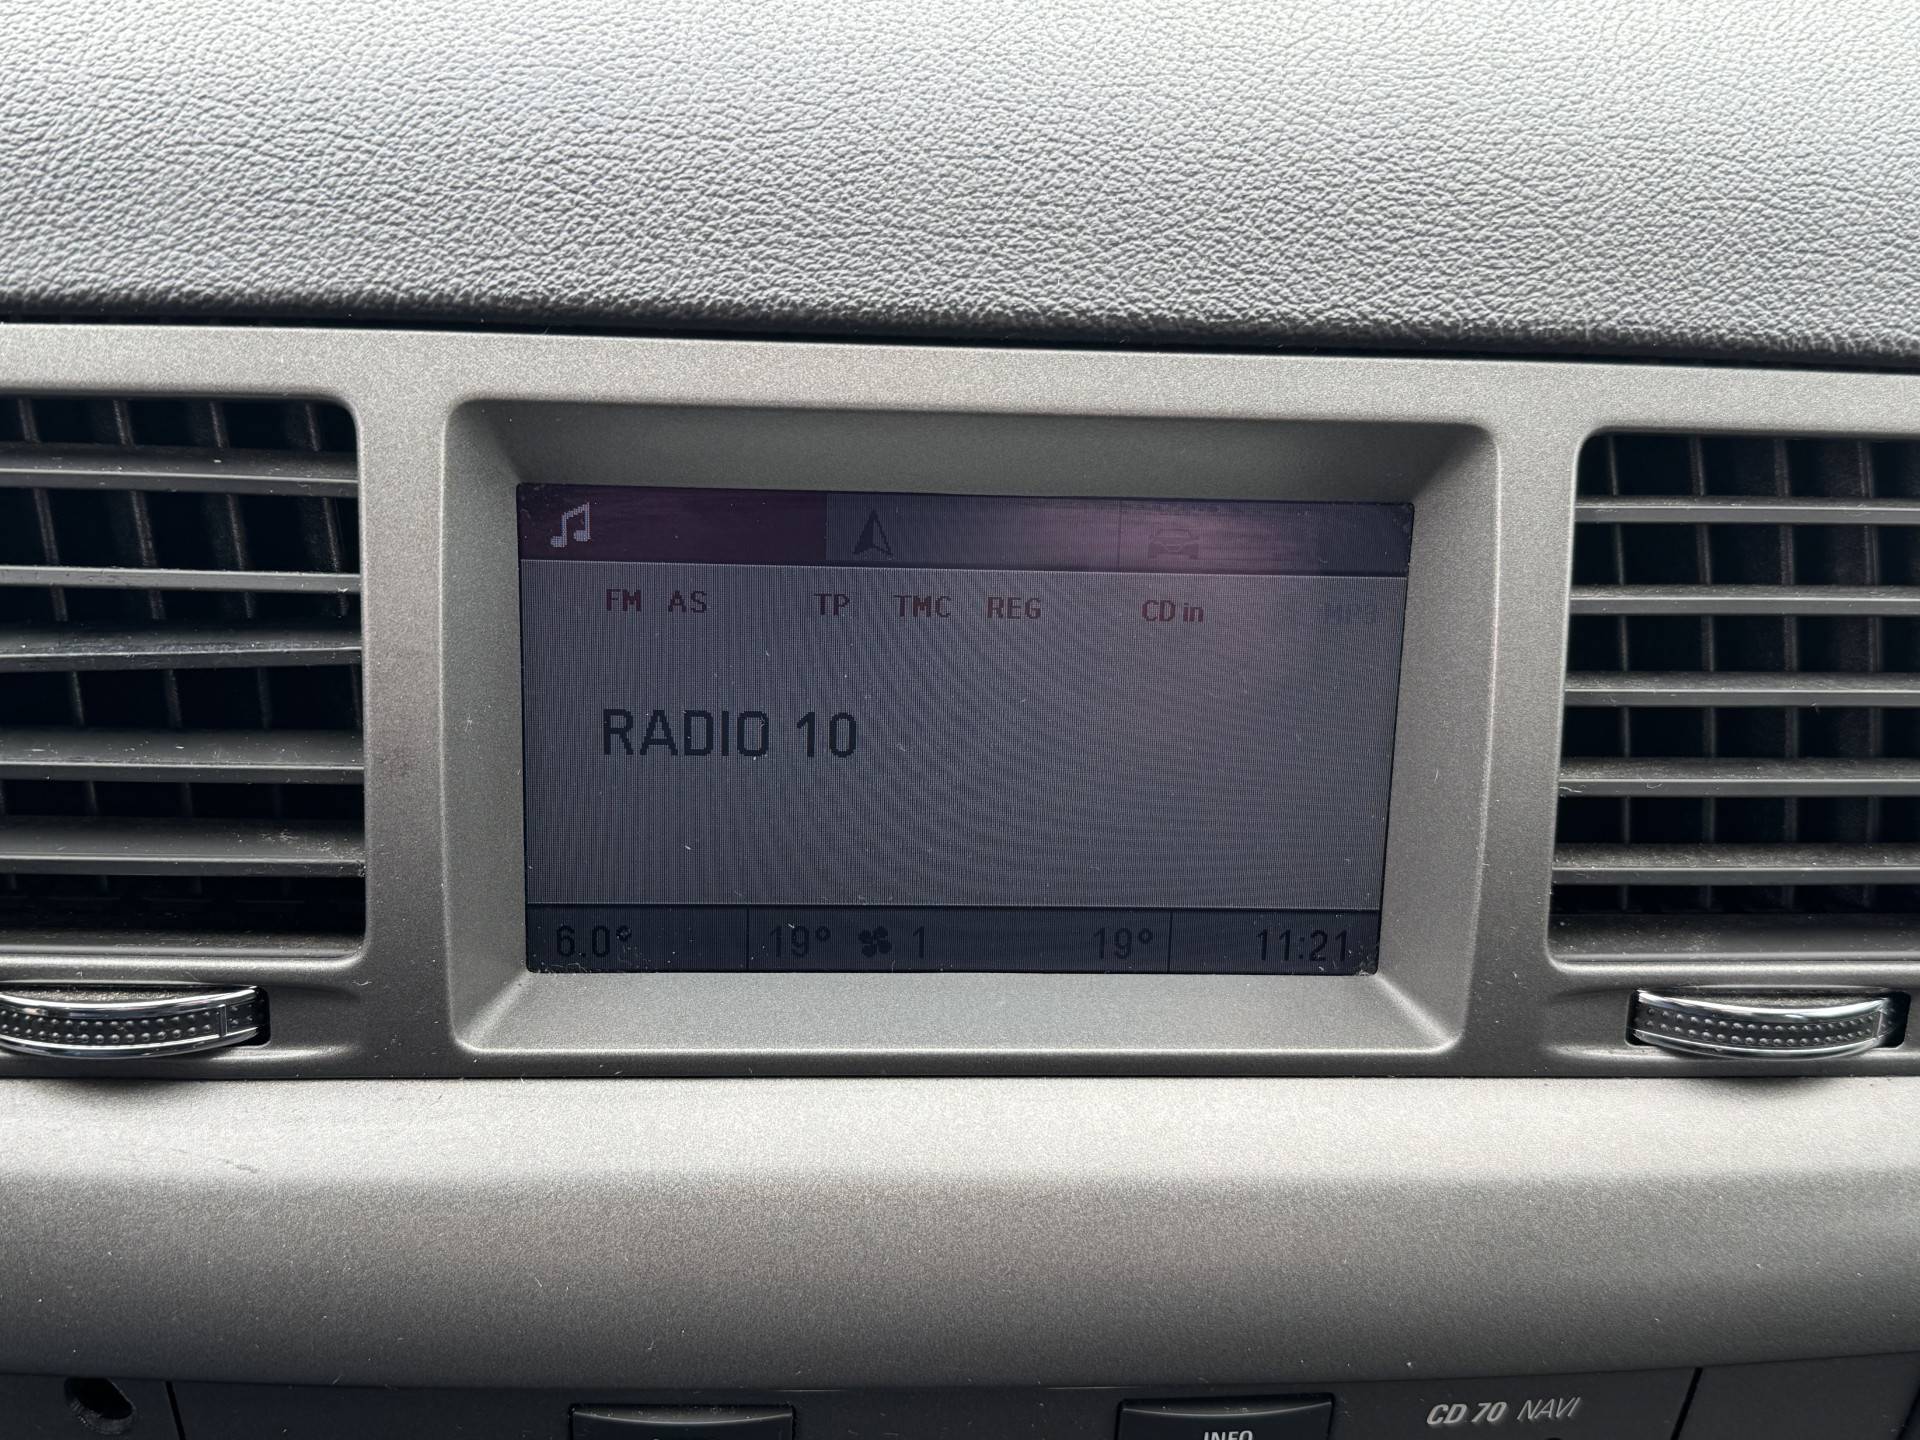 FM AS TP TMC REG CD in MP3
RADIO 10
6.0° 19° 1 19° 11:21
CD 70 NAVI
INFO